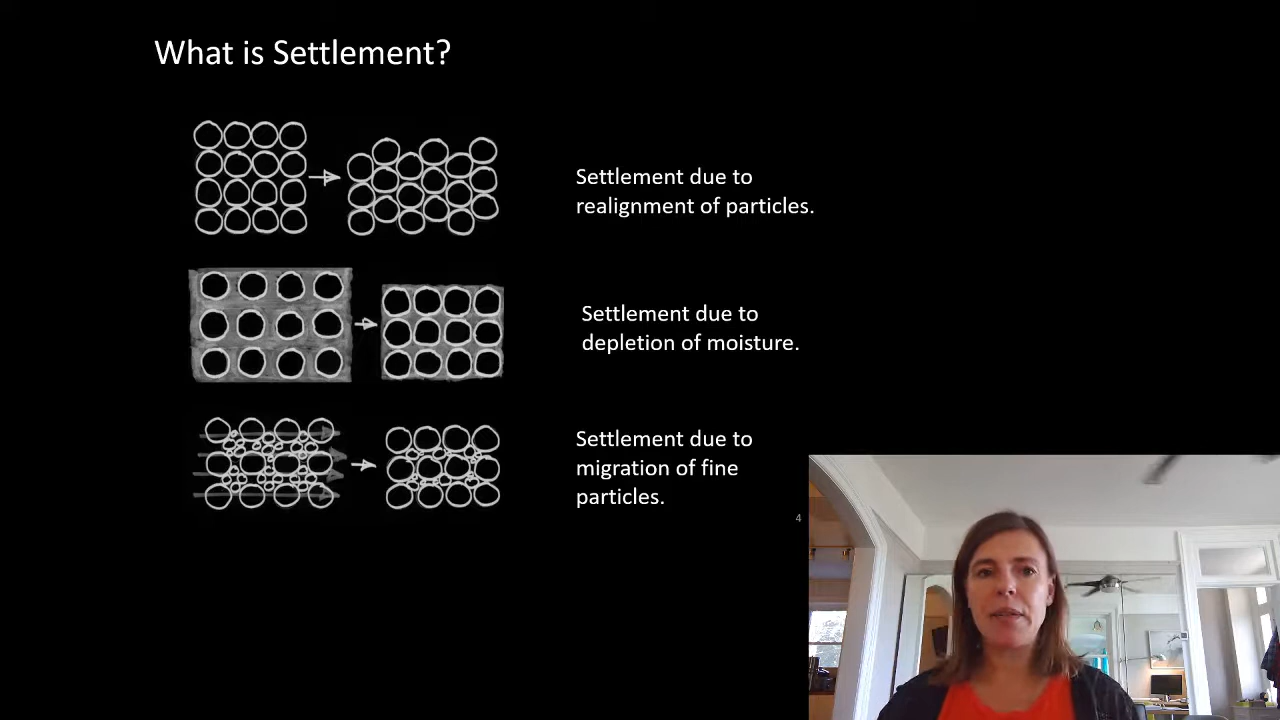 What is Settlement?
Settlement due to
realignment of particles.
Settlement due to
depletion of moisture.
Settlement due to
migration of fine
particles.
4